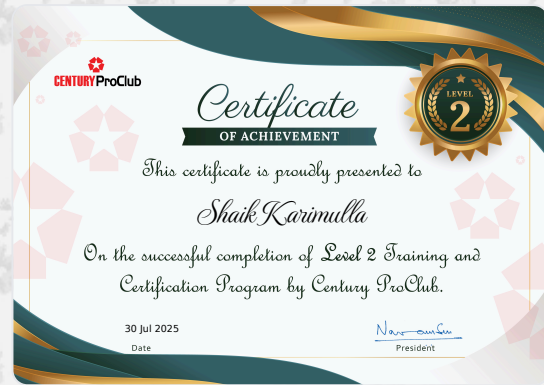 CENTURY ProClub
LEVEL
2
Certificate
OF ACHIEVEMENT
This certificate is proudly presented to
Shaik Karimulla
On the successful completion of Level 2 Training and
Certification Program by Century ProClub.
30 Jul 2025
Date
President